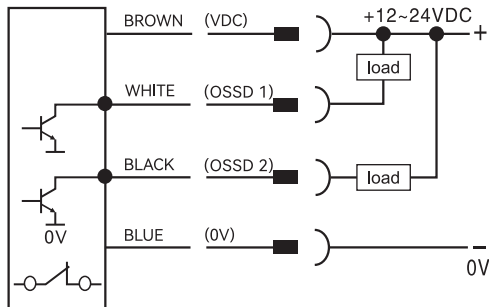 BROWN (VDC) +12~24VDC +
load
WHITE (OSSD 1)
BLACK (OSSD 2) load
0V
BLUE (0V) −
0V